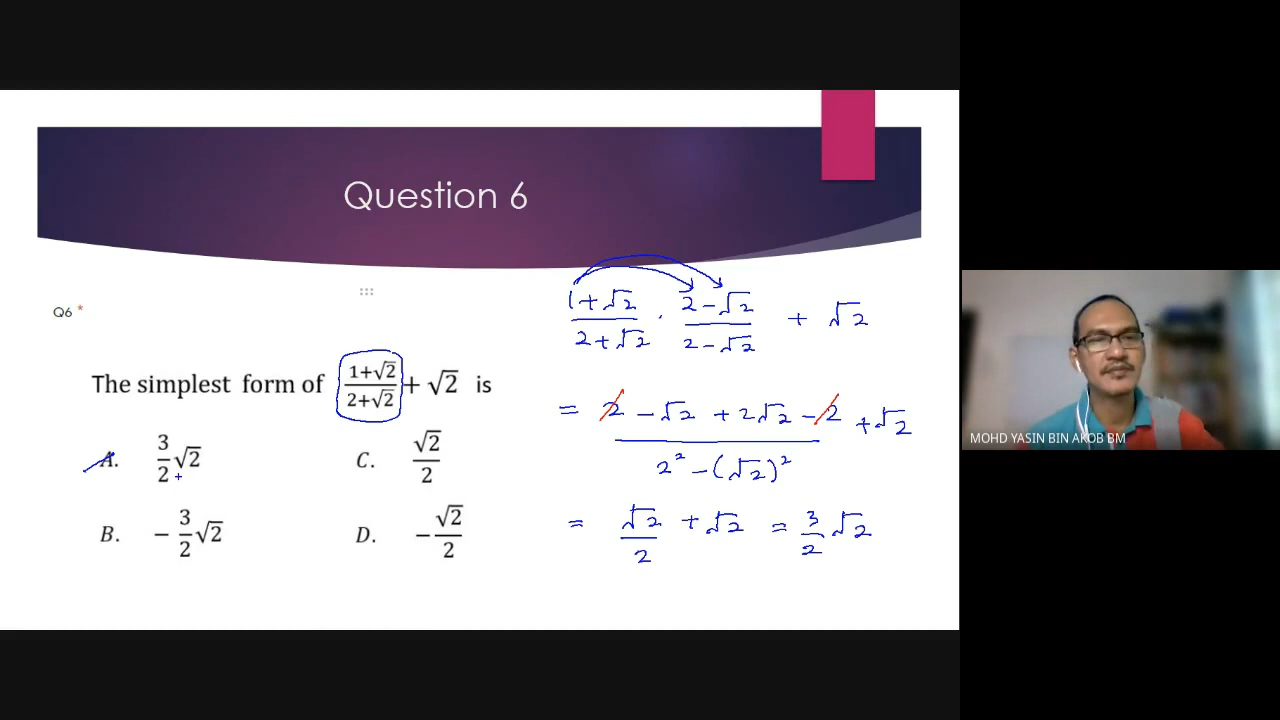 Question 6
Q6 *
The simplest form of (1+√2)/(2+√2) + √2 is
A. 3/2 √2
C. √2/2
B. − 3/2 √2
D. − √2/2
(1+√2)/(2+√2) · (2−√2)/(2−√2) + √2
= (2 − √2 + 2√2 − 2)/(2² − (√2)²) + √2
= √2/2 + √2 = 3/2 √2
MOHD YASIN BIN AKOB BM